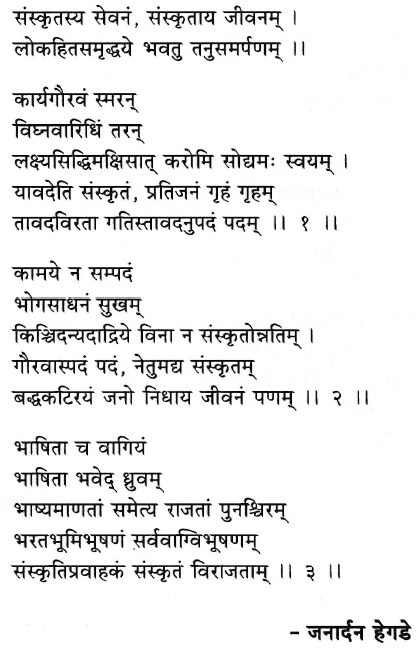 संस्कृतस्य सेवनं, संस्कृताय जीवनम् ।
लोकहितसमृद्धये भवतु तनुसमर्पणम् ।।
कार्यगौरवं स्मरन्
विघ्नवारिधिं तरन्
लक्ष्यसिद्धिमक्षिसात् करोमि सोद्यमः स्वयम् ।
यावदेति संस्कृतं, प्रतिजनं गृहं गृहम्
तावदविरता गतिस्तावदनुपदं पदम् ।। १ ।।
कामये न सम्पदं
भोगसाधनं सुखम्
किञ्चिदन्यदाद्रिये विना न संस्कृतोन्नतिम् ।
गौरवास्पदं पदं, नेतुमद्य संस्कृतम्
बद्धकटिरयं जनो निधाय जीवनं पणम् ।। २ ।।
भाषिता च वागियं
भाषिता भवेद् ध्रुवम्
भाष्यमाणतां समेत्य राजतां पुनश्चिरम्
भरतभूमिभूषणं सर्ववाग्विभूषणम्
संस्कृतिप्रवाहकं संस्कृतं विराजताम् ।। ३ ।।
– जनार्दन हेगडे